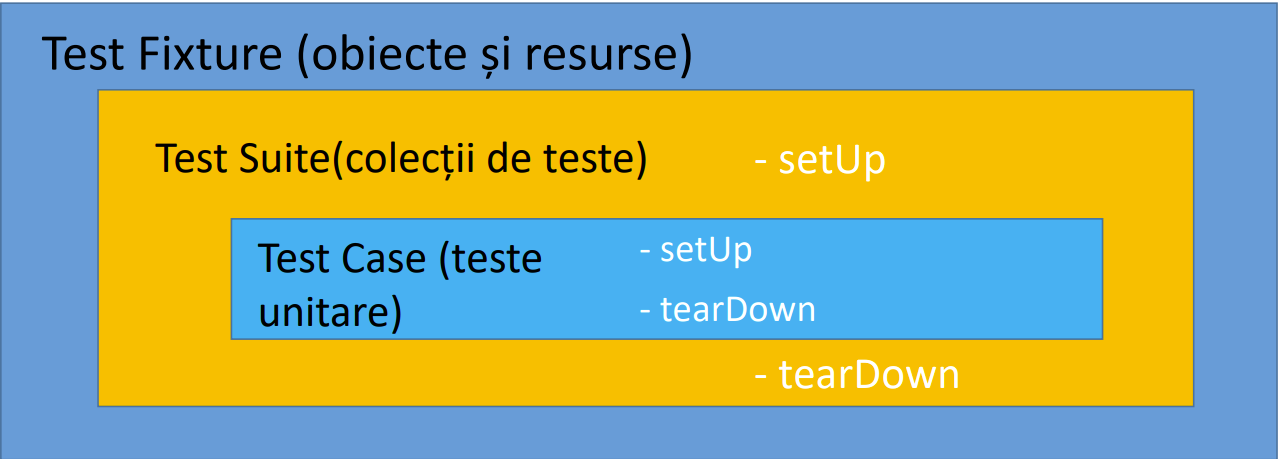 Test Fixture (obiecte și resurse)
Test Suite(colecții de teste)
- setUp
Test Case (teste
unitare)
- setUp
- tearDown
- tearDown